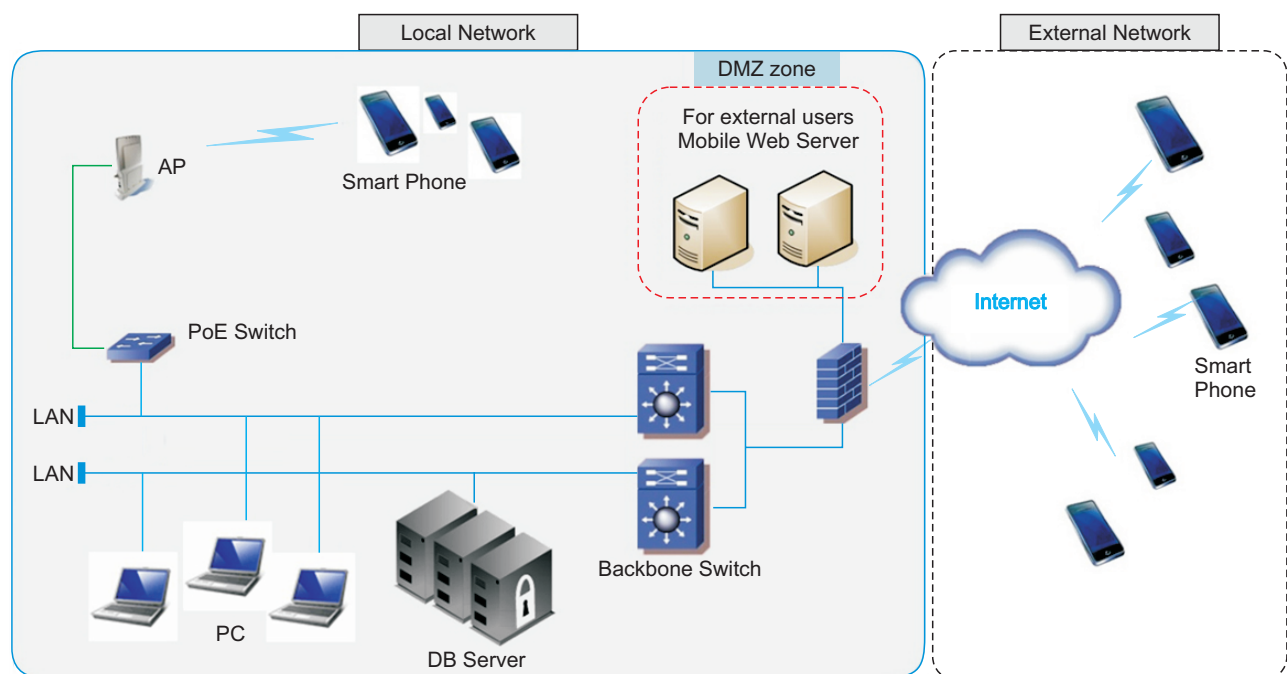 Local Network
External Network
DMZ zone
For external users
Mobile Web Server
AP
Smart Phone
Internet
PoE Switch
Smart
Phone
LAN
LAN
Backbone Switch
PC
DB Server